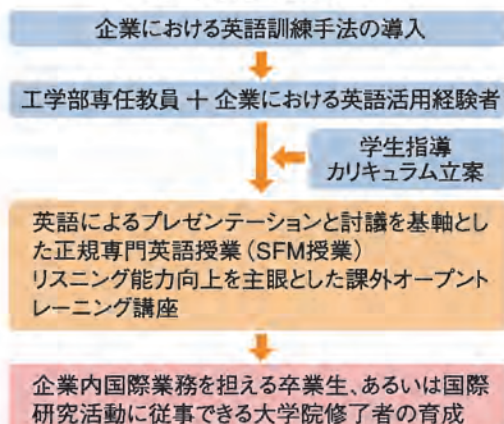 企業における英語訓練手法の導入
工学部専任教員 ＋ 企業における英語活用経験者
学生指導
カリキュラム立案
英語によるプレゼンテーションと討議を基軸とし
た正規専門英語授業（SFM授業）
リスニング能力向上を主眼とした課外オープント
レーニング講座
企業内国際業務を担える卒業生、あるいは国際
研究活動に従事できる大学院修了者の育成